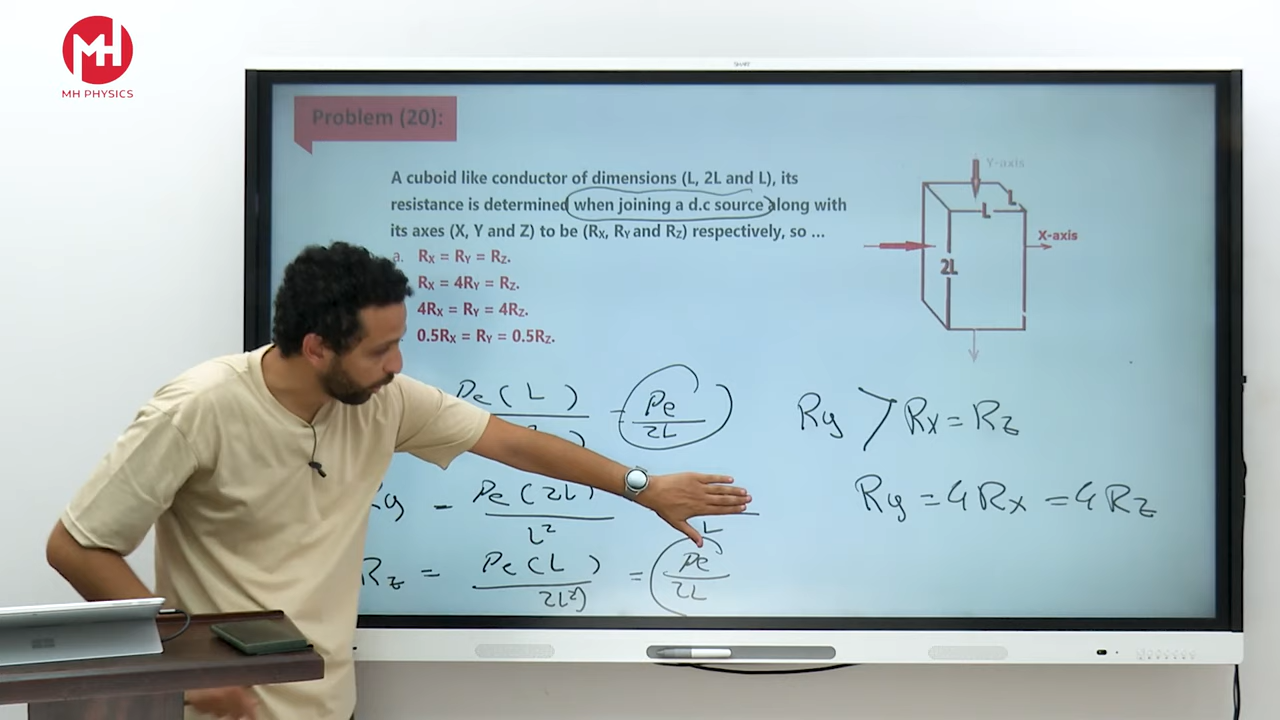 MH
MH PHYSICS
SMART
Problem (20):
A cuboid like conductor of dimensions (L, 2L and L), its
resistance is determined when joining a d.c source along with
its axes (X, Y and Z) to be (RX, RY and RZ) respectively, so ...
a. RX = RY = RZ.
RX = 4RY = RZ.
4RX = RY = 4RZ.
0.5RX = RY = 0.5RZ.
Y-axis
L
L
X-axis
2L
Pe (L) = Pe / 2L
Ry = Pe (2L) / L² L
Rz = Pe (L) / 2L² = Pe / 2L
Ry > Rx = Rz
Ry = 4Rx = 4Rz